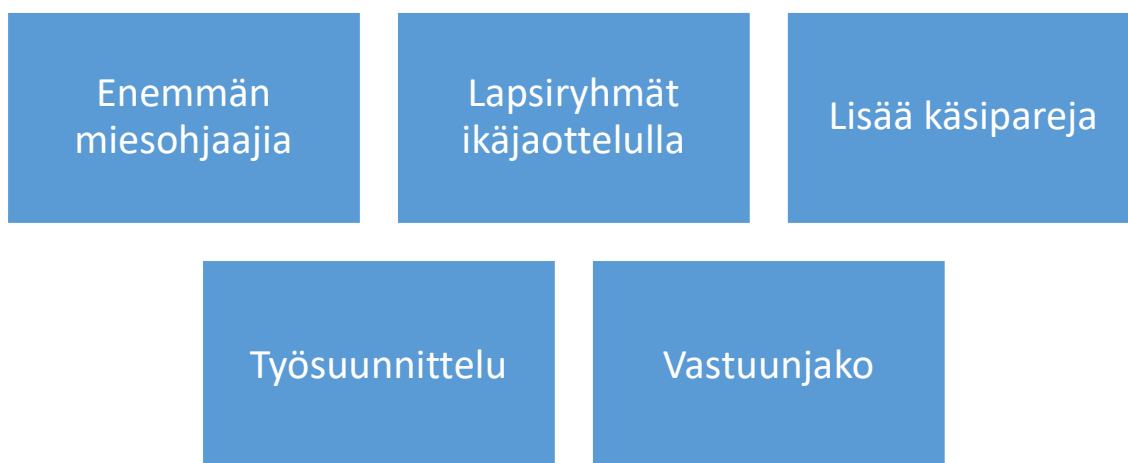 Enemmän
miesohjaajia
Lapsiryhmät
ikäjaottelulla
Lisää käsipareja
Työsuunnittelu
Vastuunjako